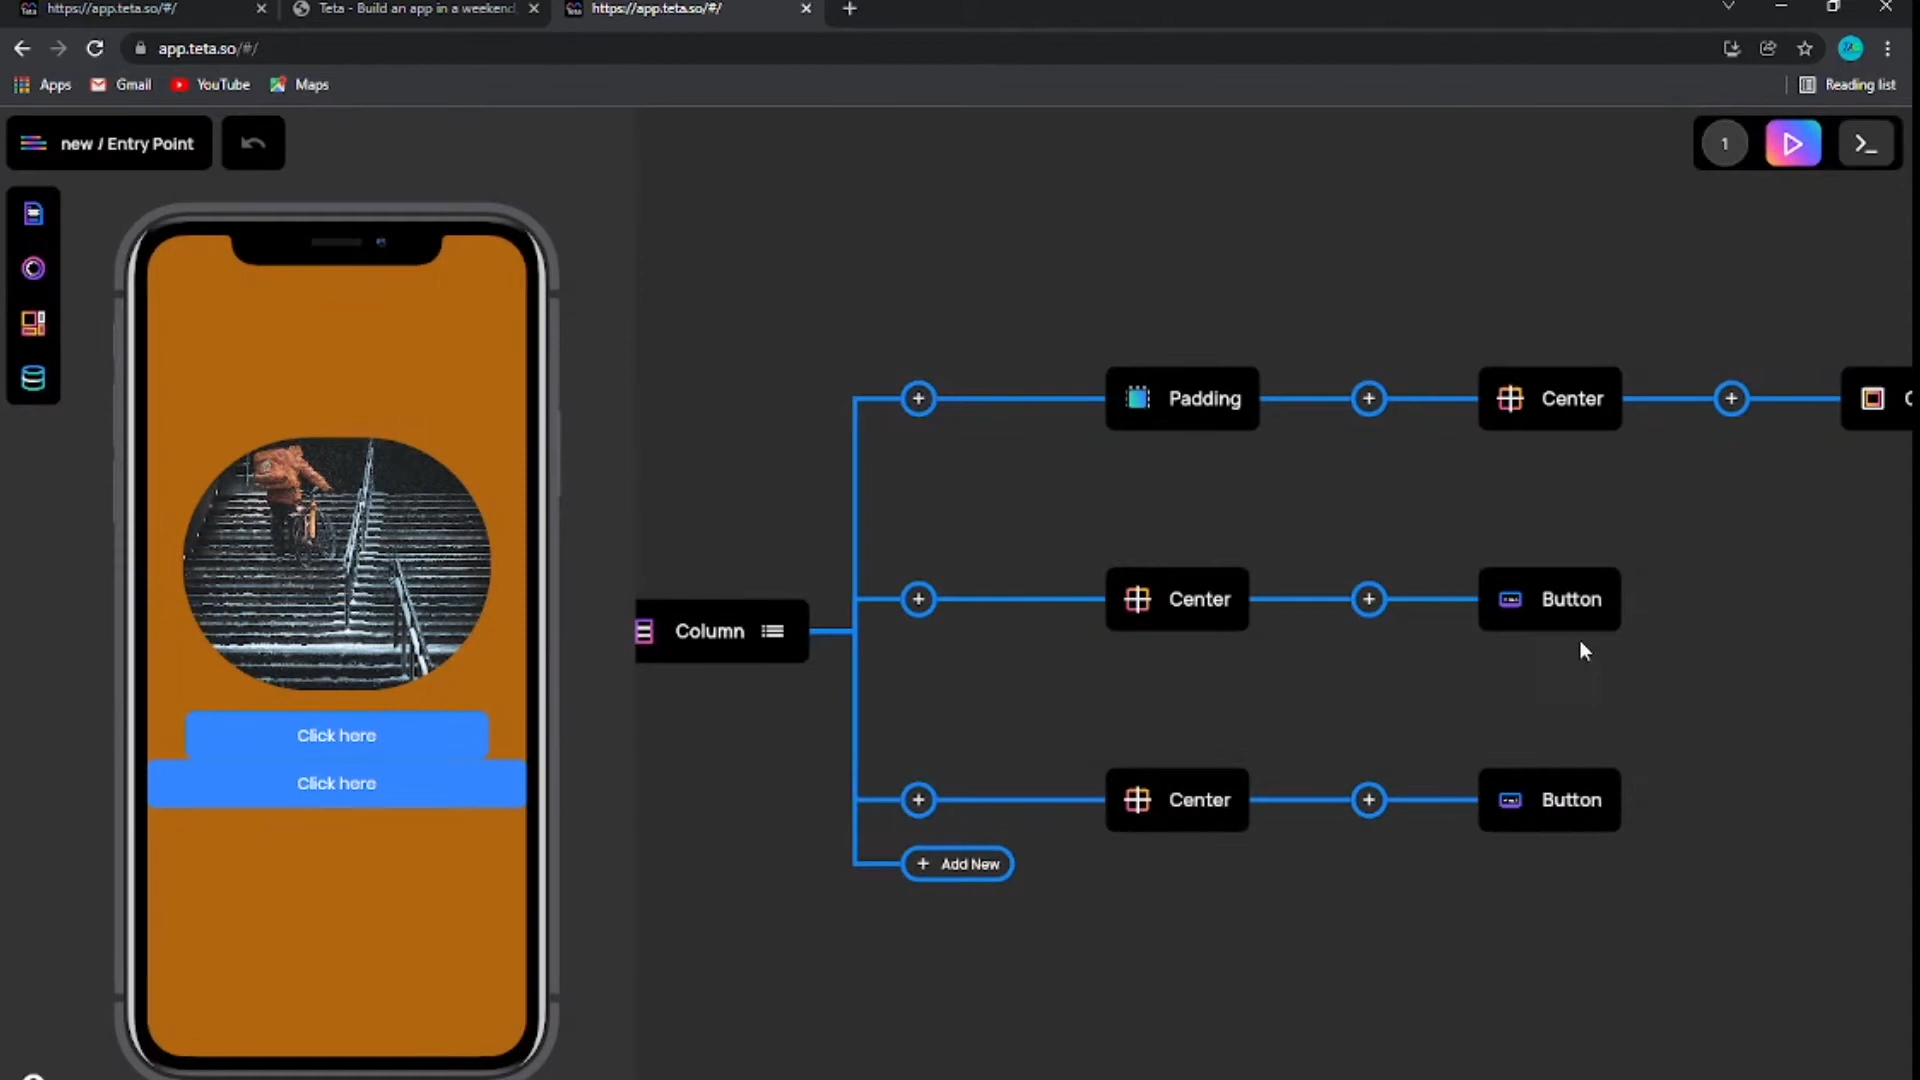 https://app.teta.so/#/
Teta - Build an app in a weekend
https://app.teta.so/#/
app.teta.so/#/
Apps
Gmail
YouTube
Maps
Reading list
new / Entry Point
1
Padding
Center
Column
Center
Button
Click here
Click here
Center
Button
Add New